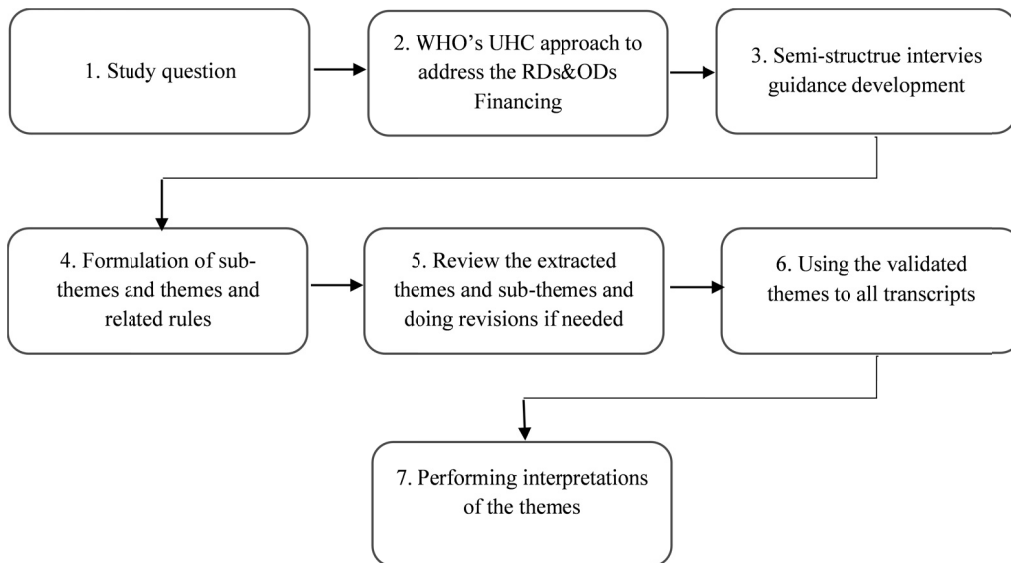 1. Study question
2. WHO's UHC approach to
address the RDs&ODs
Financing
3. Semi-structrue intervies
guidance development
4. Formulation of sub-
themes and themes and
related rules
5. Review the extracted
themes and sub-themes and
doing revisions if needed
6. Using the validated
themes to all transcripts
7. Performing interpretations
of the themes